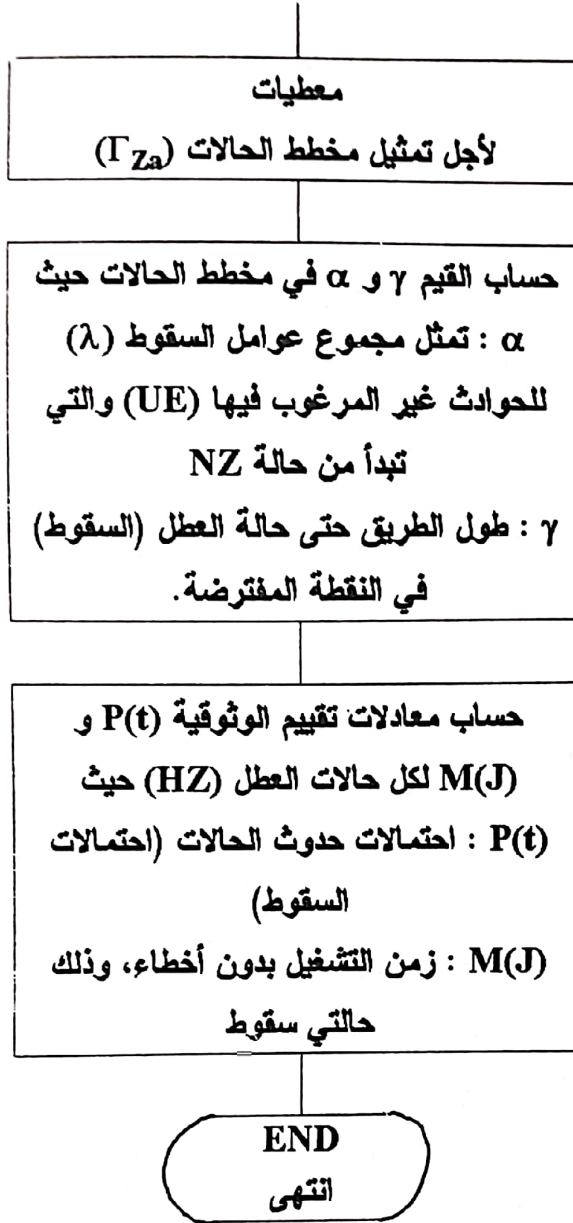 معطيات
لأجل تمثيل مخطط الحالات (ΓZa)
حساب القيم γ و α في مخطط الحالات حيث
α : تمثل مجموع عوامل السقوط (λ)
للحوادث غير المرغوب فيها (UE) والتي
تبدأ من حالة NZ
γ : طول الطريق حتى حالة العطل (السقوط)
في النقطة المفترضة.
حساب معادلات تقييم الوثوقية P(t) و
M(J) لكل حالات العطل (HZ) حيث
P(t) : احتمالات حدوث الحالات (احتمالات
السقوط)
M(J) : زمن التشغيل بدون أخطاء، وذلك
حالتي سقوط
END
انتهى